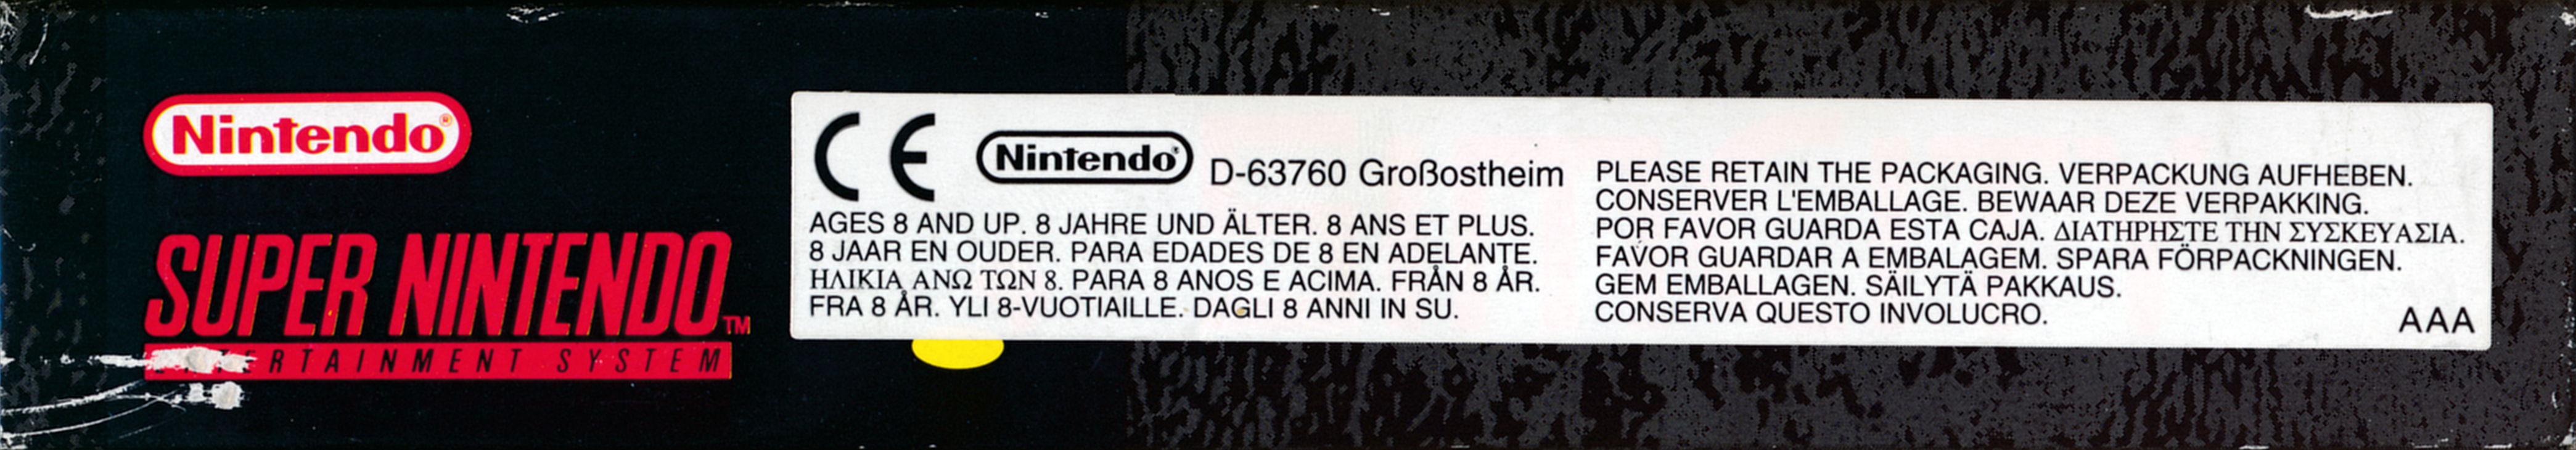 Nintendo®
SUPER NINTENDO™
RTAINMENT SYSTEM
CE Nintendo® D-63760 Großostheim
AGES 8 AND UP. 8 JAHRE UND ÄLTER. 8 ANS ET PLUS.
8 JAAR EN OUDER. PARA EDADES DE 8 EN ADELANTE.
ΗΛΙΚΙΑ ΑΝΩ ΤΩΝ 8. PARA 8 ANOS E ACIMA. FRÅN 8 ÅR.
FRA 8 ÅR. YLI 8-VUOTIAILLE. DAGLI 8 ANNI IN SU.
PLEASE RETAIN THE PACKAGING. VERPACKUNG AUFHEBEN.
CONSERVER L'EMBALLAGE. BEWAAR DEZE VERPAKKING.
POR FAVOR GUARDA ESTA CAJA. ΔΙΑΤΗΡΗΣΤΕ ΤΗΝ ΣΥΣΚΕΥΑΣΙΑ.
FAVOR GUARDAR A EMBALAGEM. SPARA FÖRPACKNINGEN.
GEM EMBALLAGEN. SÄILYTÄ PAKKAUS.
CONSERVA QUESTO INVOLUCRO.
AAA